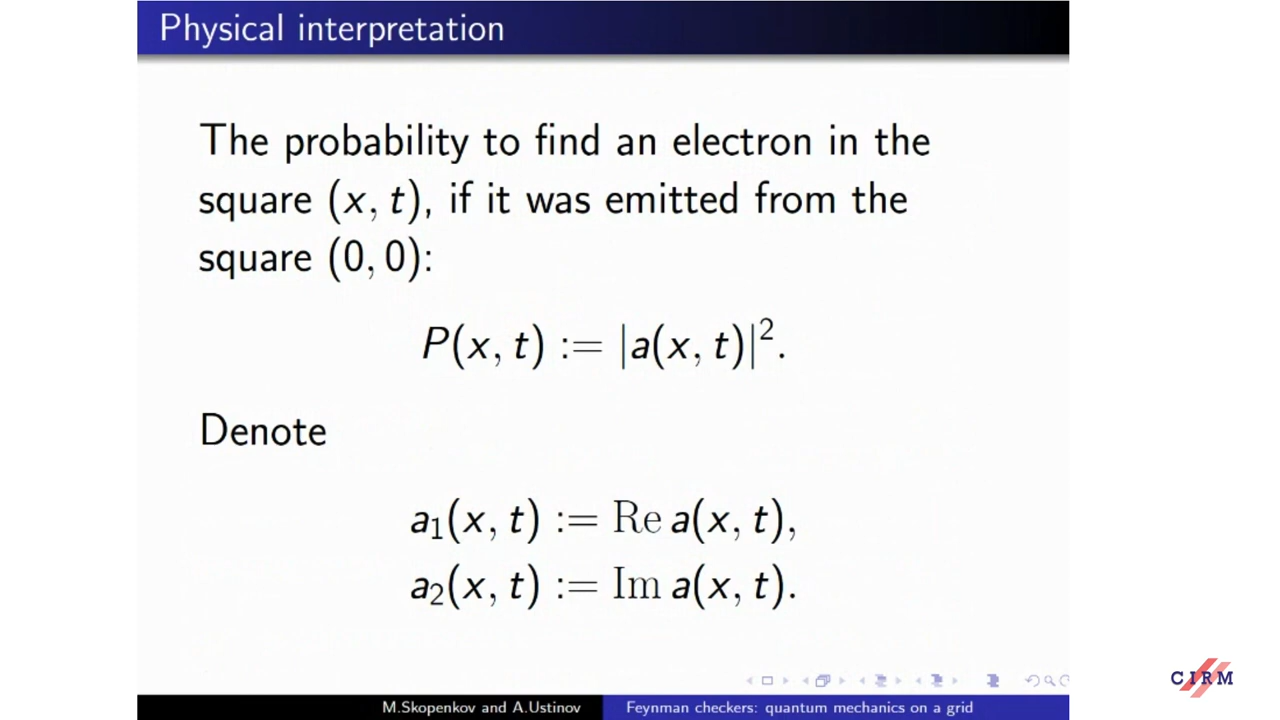 Physical interpretation
The probability to find an electron in the
square (x, t), if it was emitted from the
square (0, 0):
P(x, t) := |a(x, t)|².
Denote
a₁(x, t) := Re a(x, t),
a₂(x, t) := Im a(x, t).
CIRM
M.Skopenkov and A.Ustinov Feynman checkers: quantum mechanics on a grid